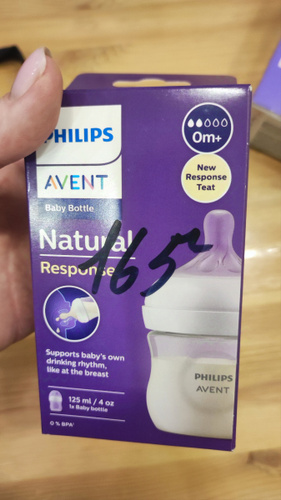 PHILIPS
AVENT
Baby Bottle
Natural
Response
0m+
New
Response
Teat
165
Supports baby's own
drinking rhythm,
like at the breast
125 ml / 4 oz
1x Baby bottle
0 % BPA¹
PHILIPS
AVENT